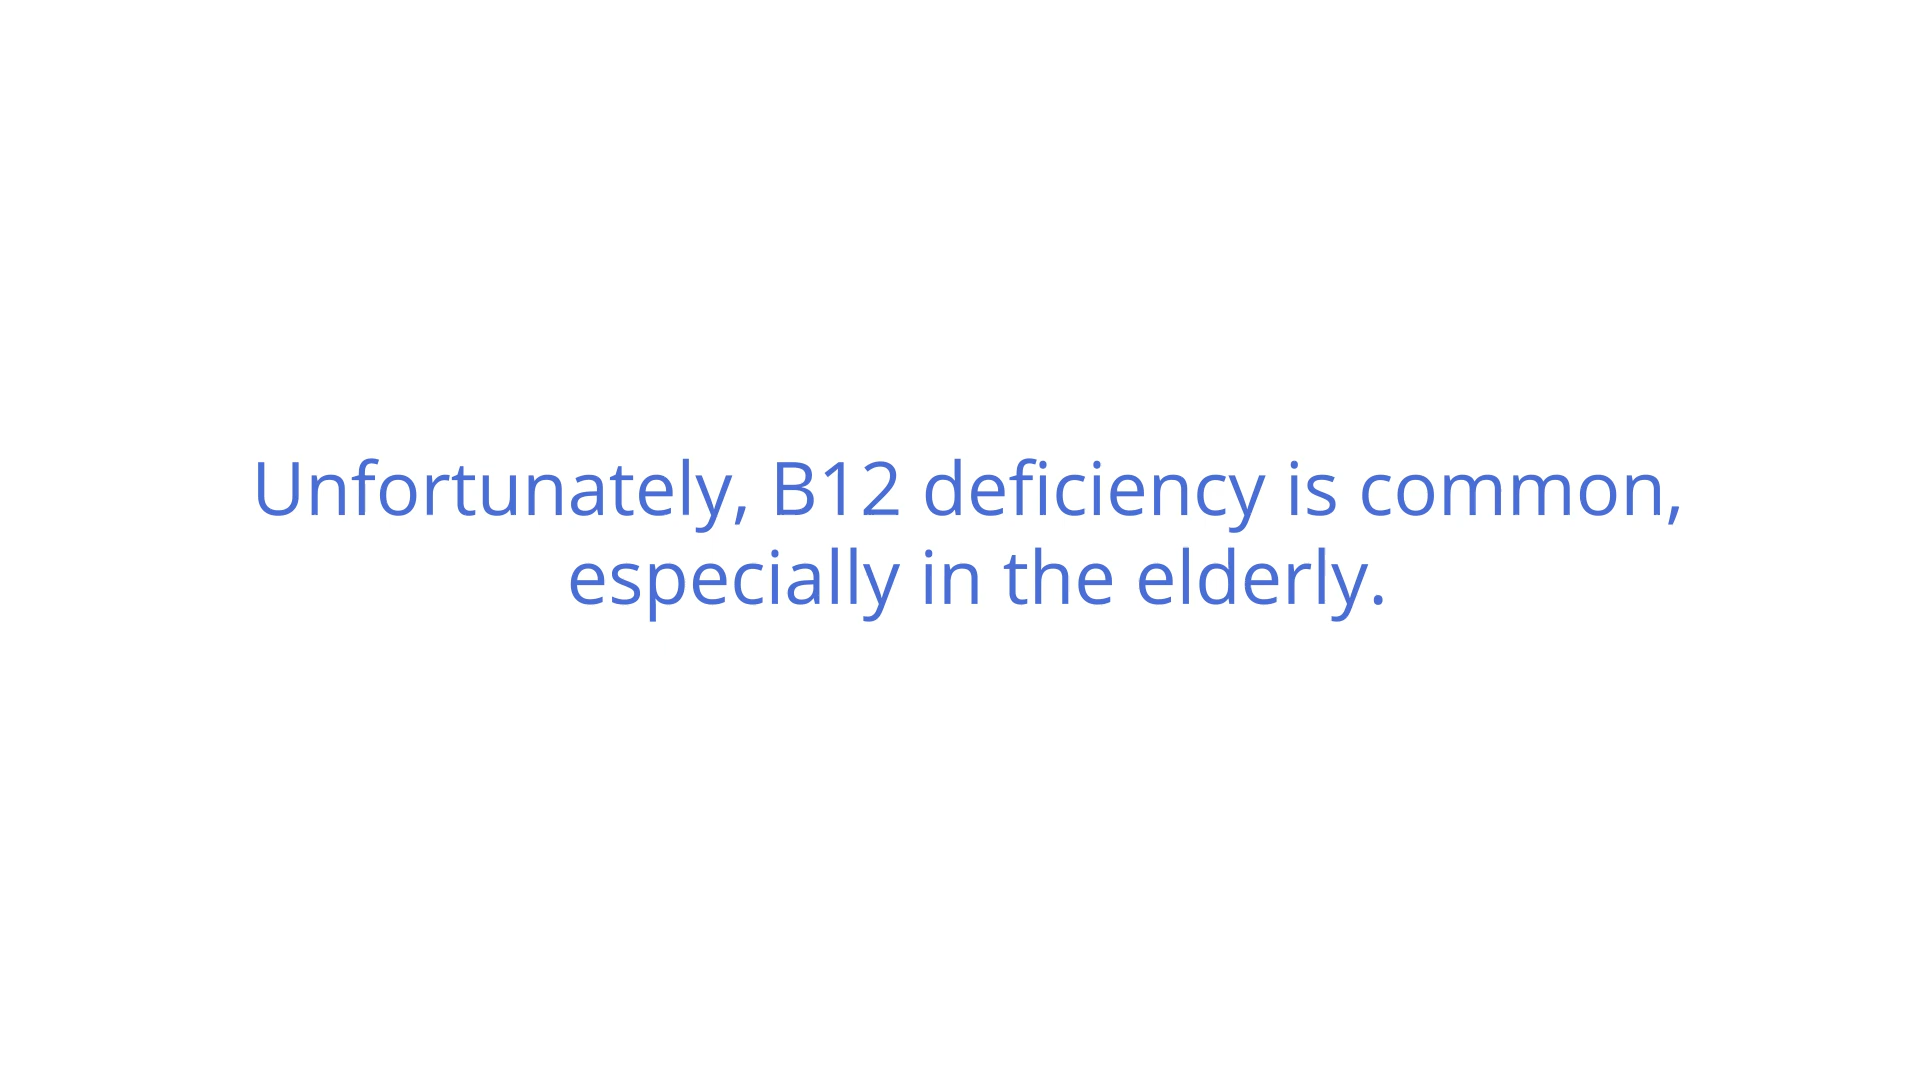 Unfortunately, B12 deficiency is common,
especially in the elderly.